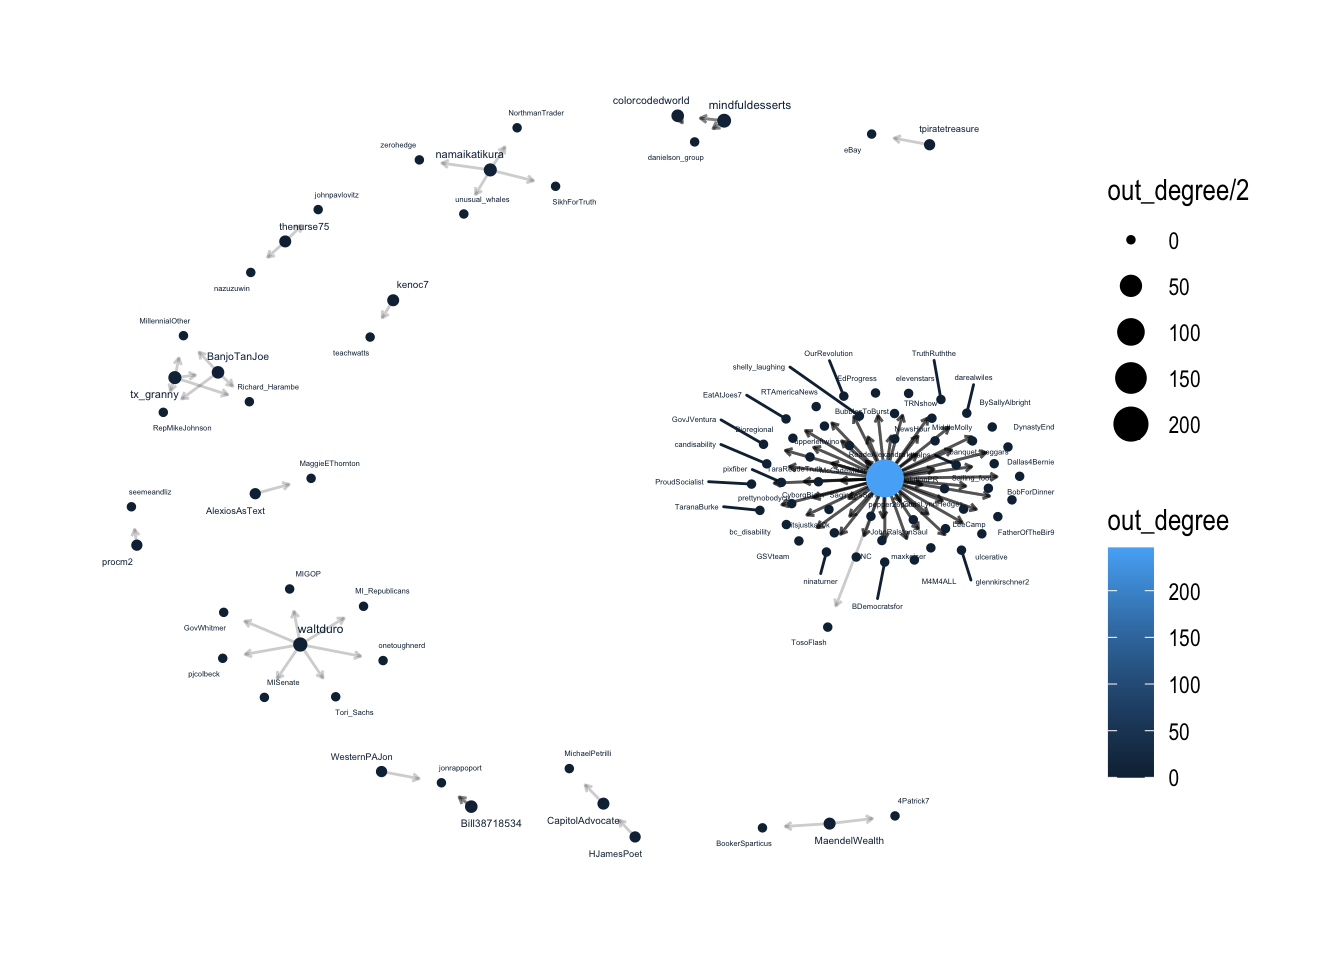 colorcodedworld
mindfuldesserts
NorthmanTrader
tpiratetreasure
zerohedge
namaikatikura
eBay
danielson_group
johnpavlovitz
unusual_whales
SikhForTruth
thenurse75
out_degree/2
0
50
100
150
200
nazuzuwin
kenoc7
MillennialOther
teachwatts
BanjoTanJoe
Richard_Harambe
tx_granny
RepMikeJohnson
OurRevolution
TruthRuththe
shelly_laughing
EdProgress
elevenstars
darealwiles
EatAtJoes7
RTAmericaNews
TRNshow
BySallyAlbright
BubblesToBurst
GovJVentura
Bioregional
NewsHour
MiddleMolly
DynastyEnd
candisability
pixfiber
Dallas4Bernie
ProudSocialist
prettynobody
BobForDinner
TaranaBurke
bc_disability
LeeCamp
FatherOfTheBir9
JohnRalstonSaul
GSVteam
maxkeiser
ulcerative
ninaturner
M4M4ALL
glennkirschner2
BDemocratsfor
TosoFlash
MaggieEThornton
seemeandliz
AlexiosAsText
procm2
MIGOP
MI_Republicans
GovWhitmer
waltduro
onetoughnerd
pjcolbeck
MISenate
Tori_Sachs
out_degree
200
150
100
50
0
WesternPAJon
jonrappoport
Bill38718534
MichaelPetrilli
CapitolAdvocate
HJamesPoet
4Patrick7
BookerSparticus
MaendelWealth